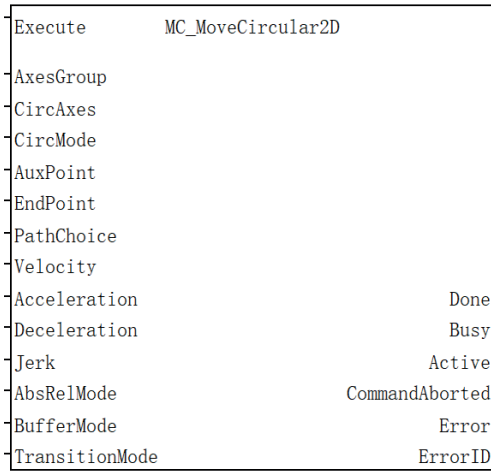 Execute MC_MoveCircular2D
AxesGroup
CircAxes
CircMode
AuxPoint
EndPoint
PathChoice
Velocity
Acceleration Done
Deceleration Busy
Jerk Active
AbsRelMode CommandAborted
BufferMode Error
TransitionMode ErrorID